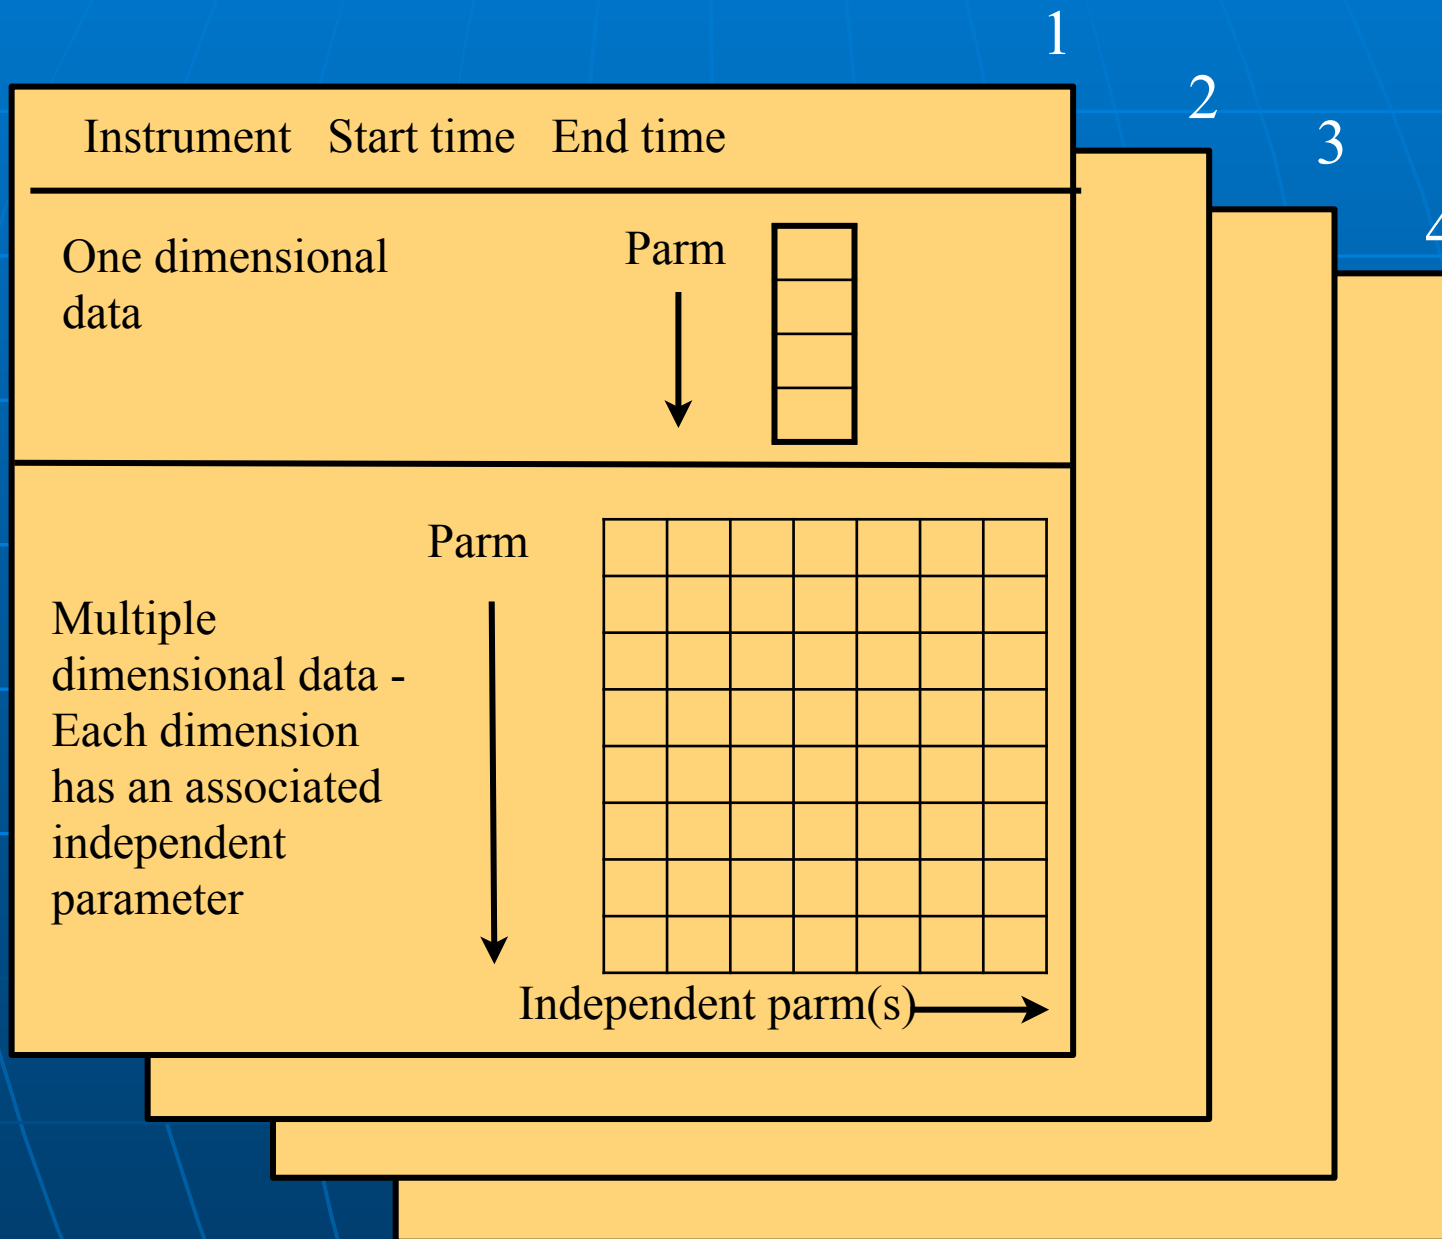 1
2
3
4
Instrument Start time End time
One dimensional
data
Parm
Parm
Multiple
dimensional data -
Each dimension
has an associated
independent
parameter
Independent parm(s)